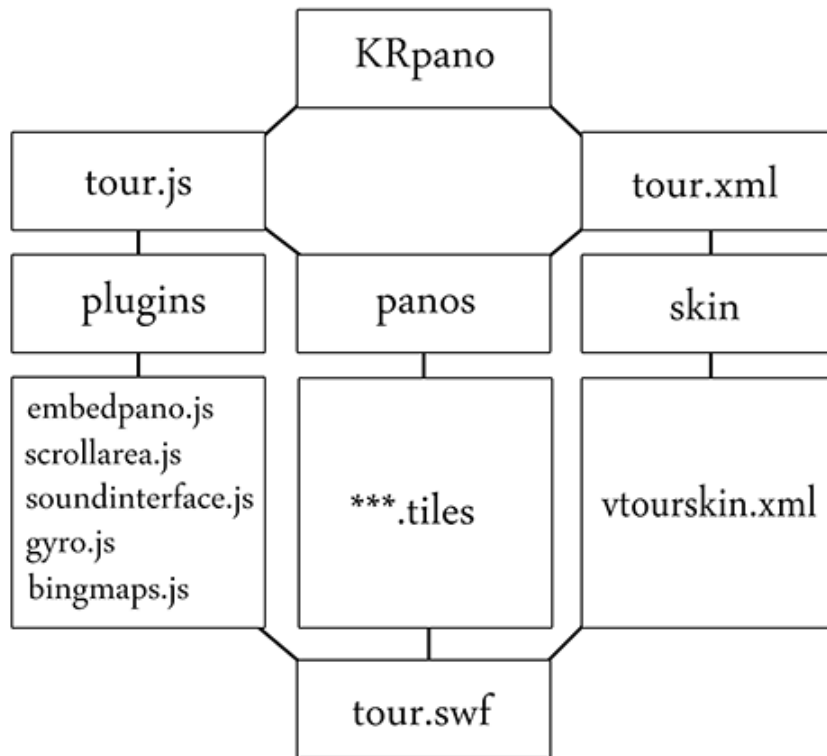 KRpano
tour.js
tour.xml
plugins
panos
skin
embedpano.js
scrollarea.js
soundinterface.js
gyro.js
bingmaps.js
***.tiles
vtourskin.xml
tour.swf